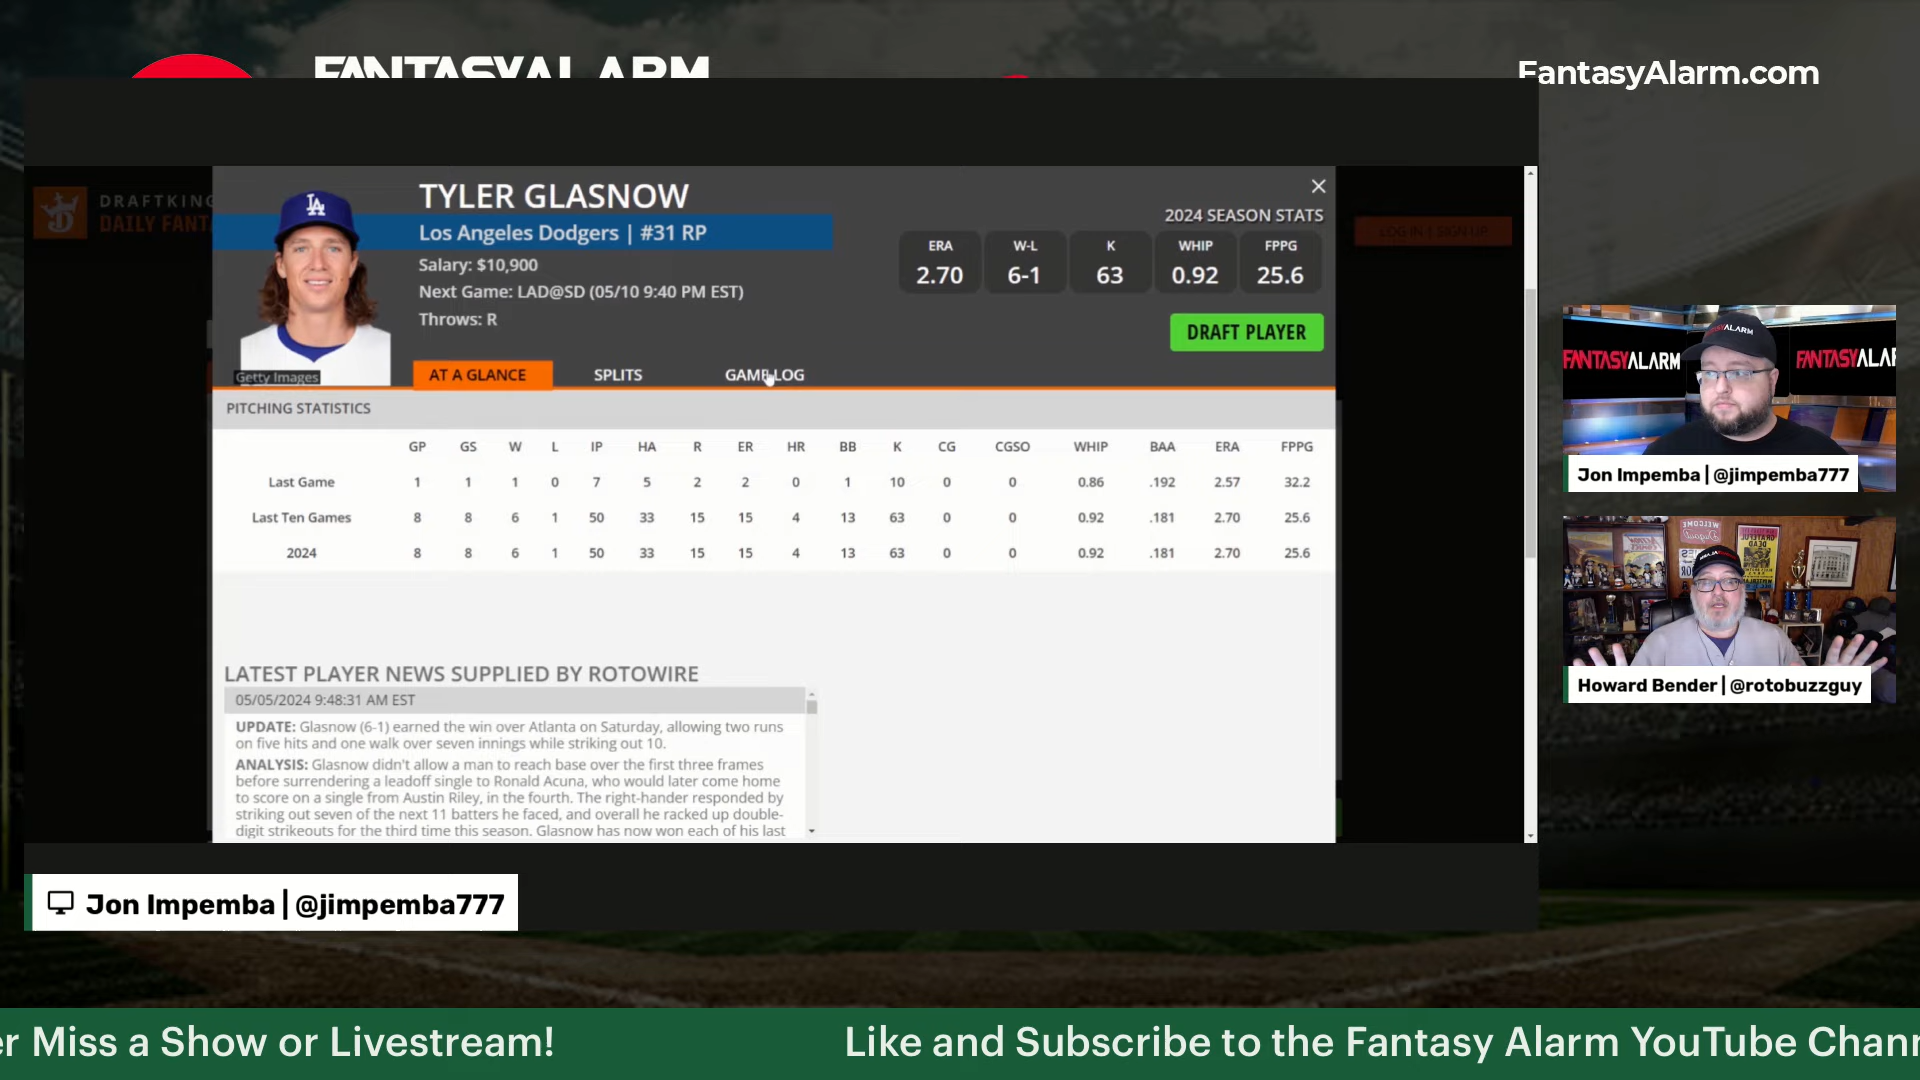 FANTASYALARM
FantasyAlarm.com
DRAFTKING
DAILY FANT
LOG IN | SIGN UP
TYLER GLASNOW
Los Angeles Dodgers | #31 RP
Salary: $10,900
Next Game: LAD@SD (05/10 9:40 PM EST)
Throws: R
LA
Getty Images
2024 SEASON STATS
ERA W-L K WHIP FPPG
2.70 6-1 63 0.92 25.6
DRAFT PLAYER
AT A GLANCE SPLITS GAME LOG
PITCHING STATISTICS
GP GS W L IP HA R ER HR BB K CG CGSO WHIP BAA ERA FPPG
Last Game 1 1 1 0 7 5 2 2 0 1 10 0 0 0.86 .192 2.57 32.2
Last Ten Games 8 8 6 1 50 33 15 15 4 13 63 0 0 0.92 .181 2.70 25.6
2024 8 8 6 1 50 33 15 15 4 13 63 0 0 0.92 .181 2.70 25.6
LATEST PLAYER NEWS SUPPLIED BY ROTOWIRE
05/05/2024 9:48:31 AM EST
UPDATE: Glasnow (6-1) earned the win over Atlanta on Saturday, allowing two runs
on five hits and one walk over seven innings while striking out 10.
ANALYSIS: Glasnow didn't allow a man to reach base over the first three frames
before surrendering a leadoff single to Ronald Acuna, who would later come home
to score on a single from Austin Riley, in the fourth. The right-hander responded by
striking out seven of the next 11 batters he faced, and overall he racked up double-
digit strikeouts for the third time this season. Glasnow has now won each of his last
FANTASYALARM
FANTASYALA
Jon Impemba | @jimpemba777
Howard Bender | @rotobuzzguy
Jon Impemba | @jimpemba777
er Miss a Show or Livestream!
Like and Subscribe to the Fantasy Alarm YouTube Chann